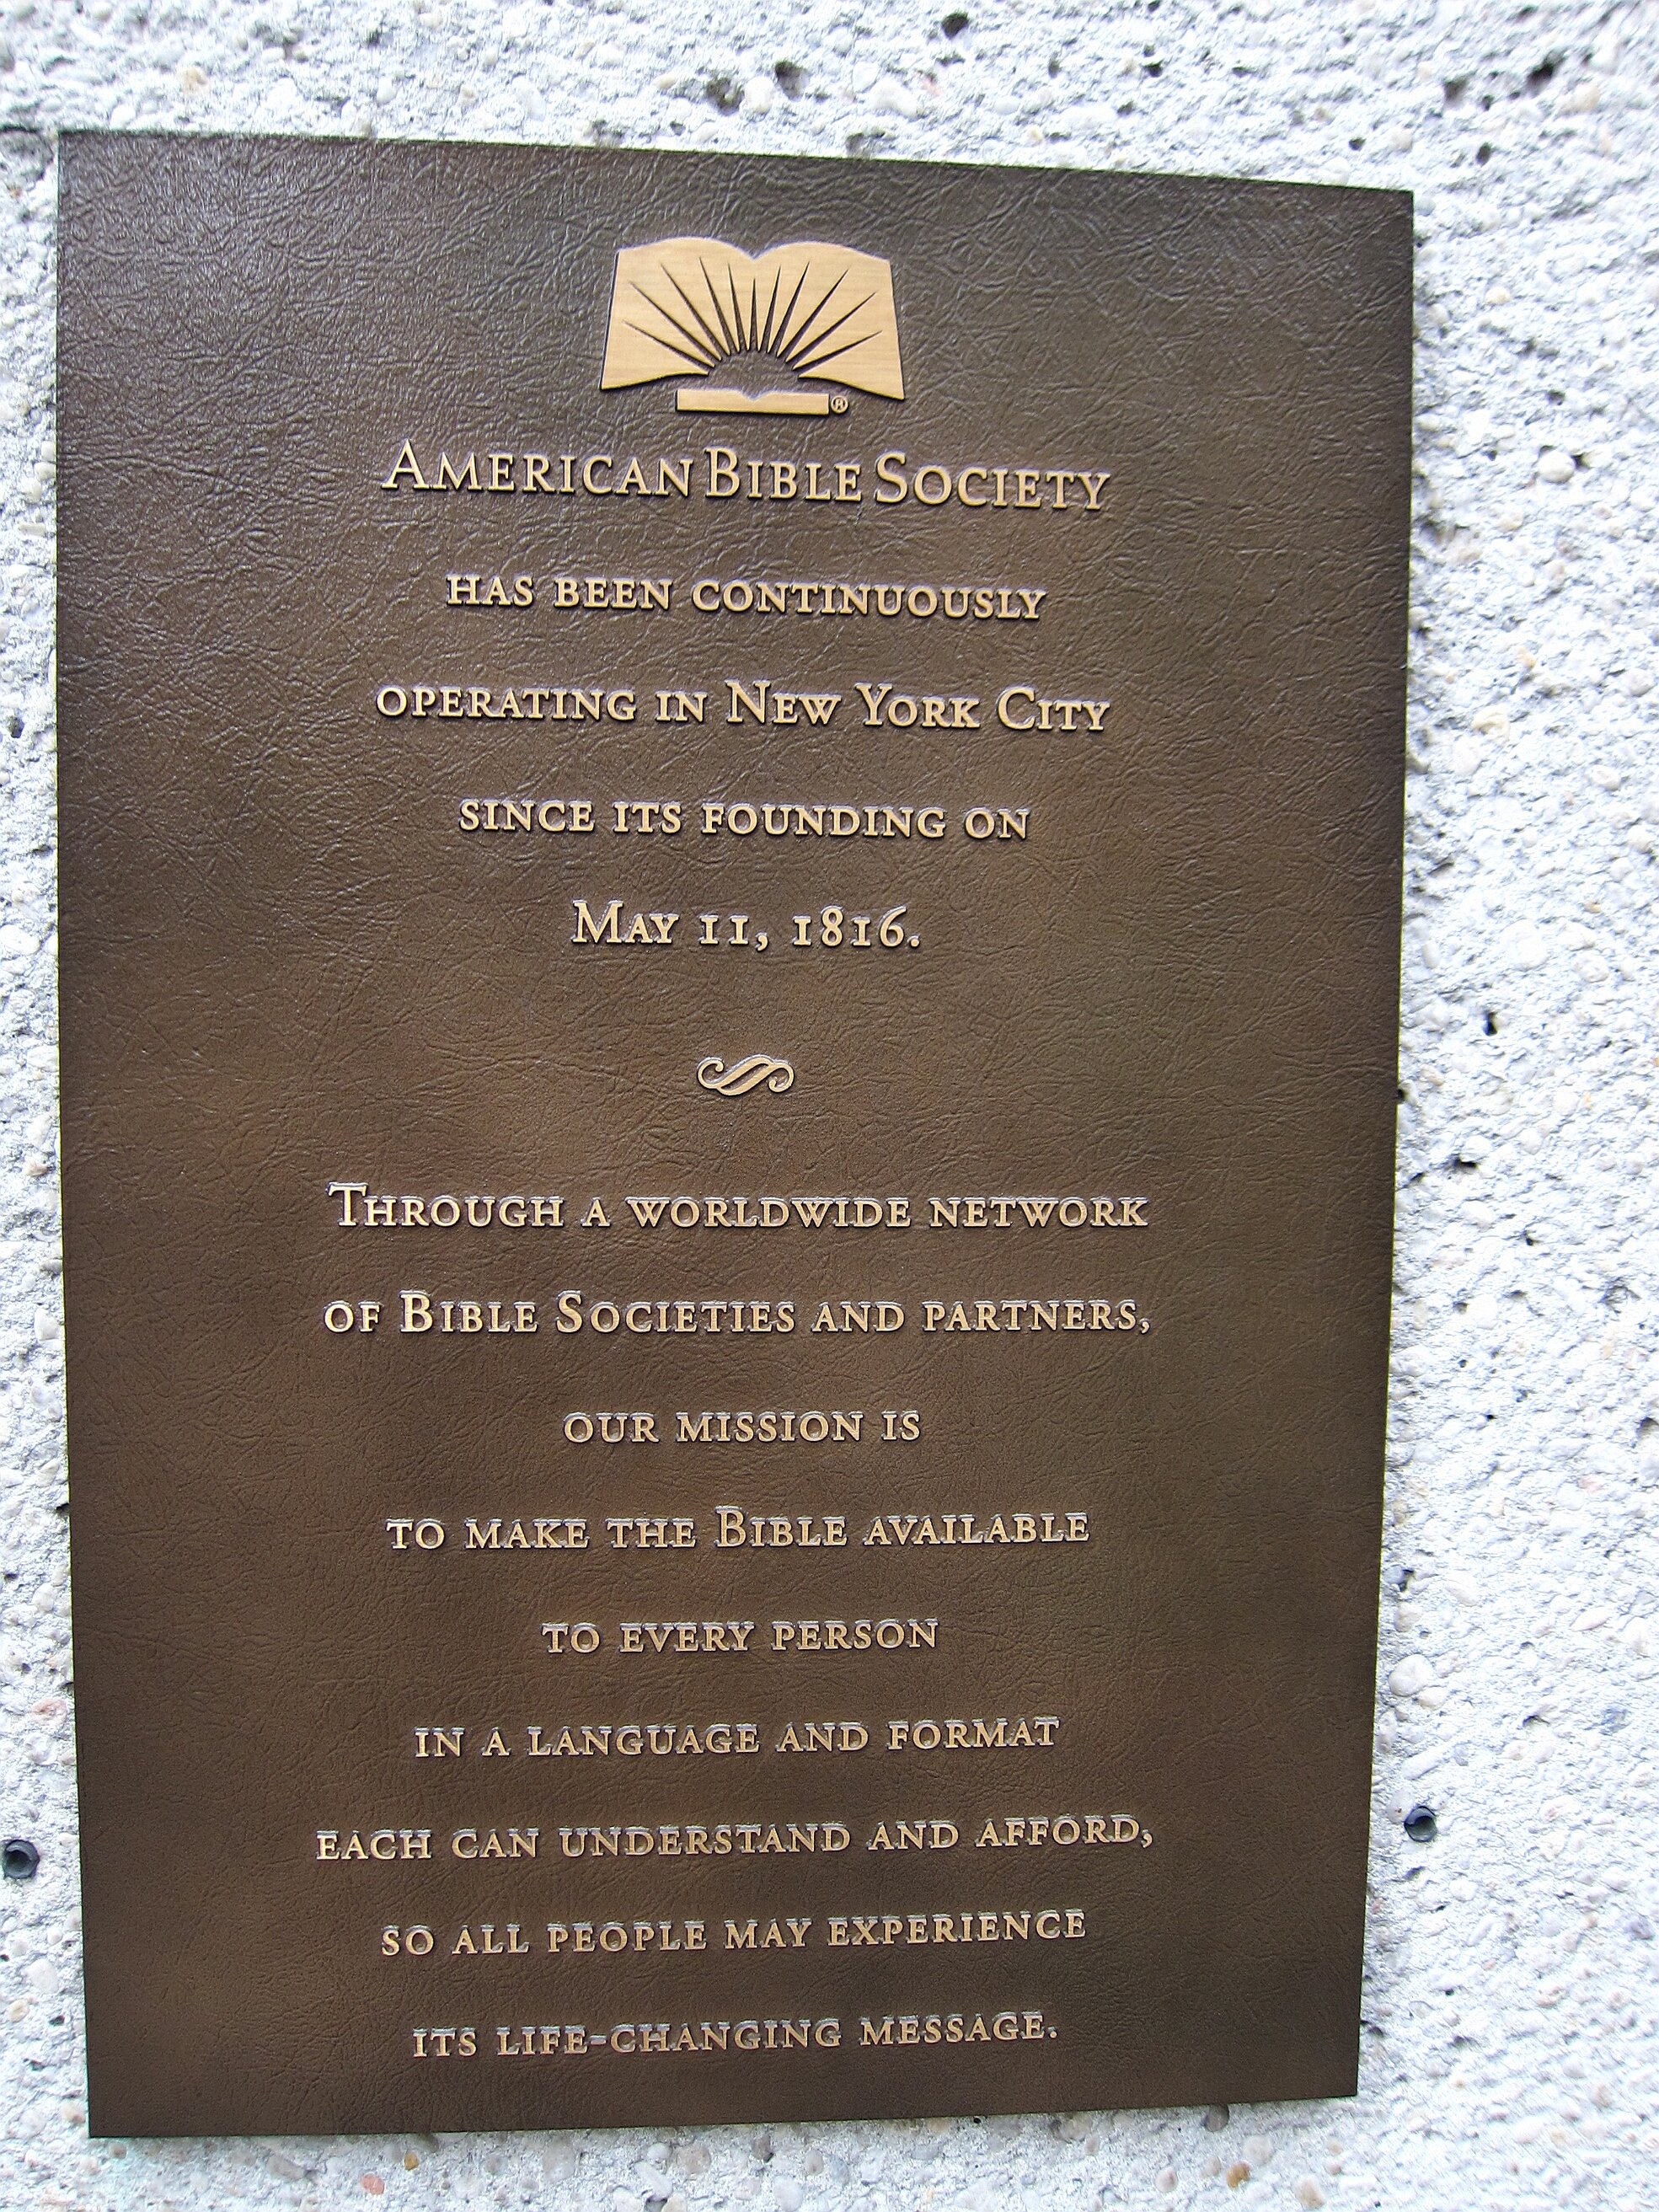 ®
American Bible Society
has been continuously
operating in New York City
since its founding on
May 11, 1816.
Through a worldwide network
of Bible Societies and partners,
our mission is
to make the Bible available
to every person
in a language and format
each can understand and afford,
so all people may experience
its life-changing message.